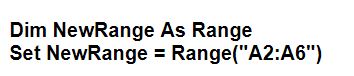 Dim NewRange As Range
Set NewRange = Range("A2:A6")